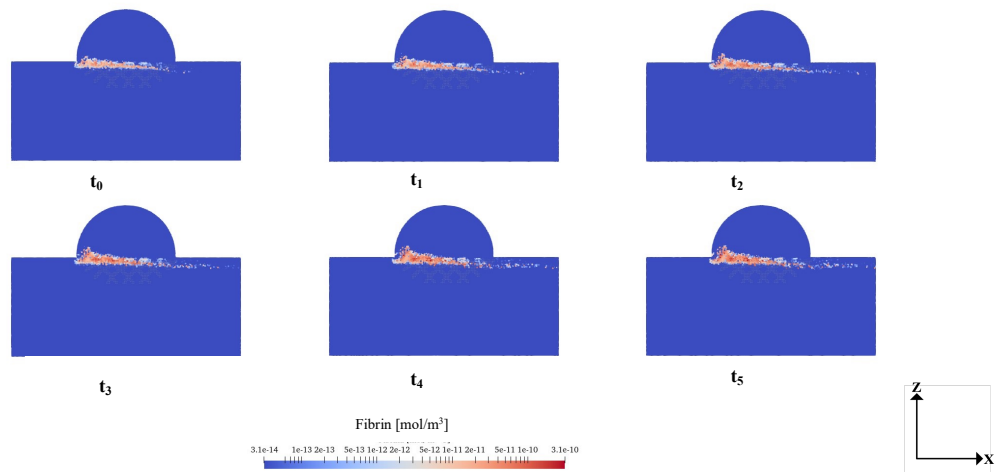 t₀ t₁ t₂
t₃ t₄ t₅
Fibrin [mol/m³]
3.1e-14 1e-13 2e-13 5e-13 1e-12 2e-12 5e-12 1e-11 2e-11 5e-11 1e-10 3.1e-10
Z
X